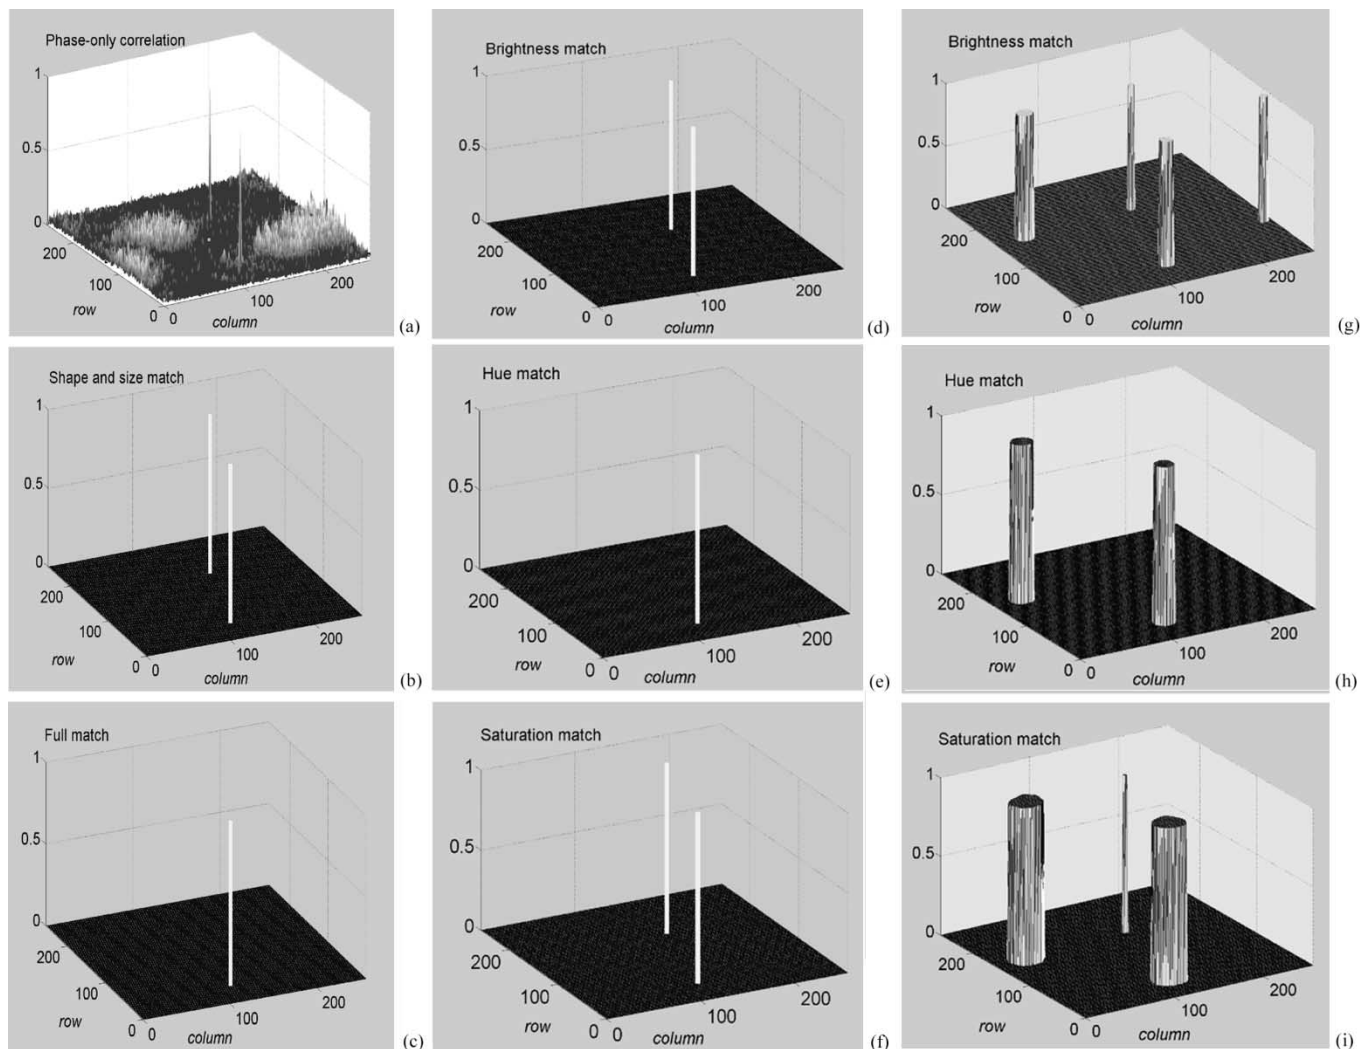 Phase-only correlation
1
0.5
0
200
100
0
0
100
200
row
column
(a)
Brightness match
1
0.5
0
200
100
0
0
100
200
row
column
(d)
Brightness match
1
0.5
0
200
100
0
0
100
200
row
column
(g)
Shape and size match
1
0.5
0
200
100
0
0
100
200
row
column
(b)
Hue match
1
0.5
0
200
100
0
0
100
200
row
column
(e)
Hue match
1
0.5
0
200
100
0
0
100
200
row
column
(h)
Full match
1
0.5
0
200
100
0
0
100
200
row
column
(c)
Saturation match
1
0.5
0
200
100
0
0
100
200
row
column
(f)
Saturation match
1
0.5
0
200
100
0
0
100
200
row
column
(i)